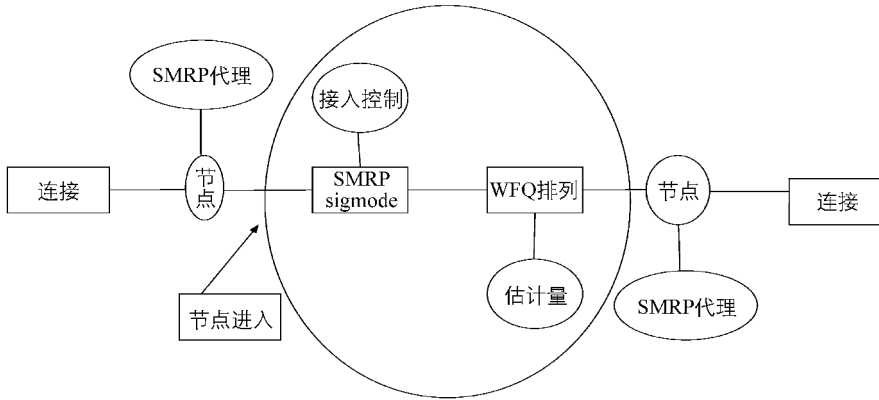 SMRP代理
接入控制
连接
节
点
SMRP
sigmode
WFQ排列
节点
连接
节点进入
估计量
SMRP代理